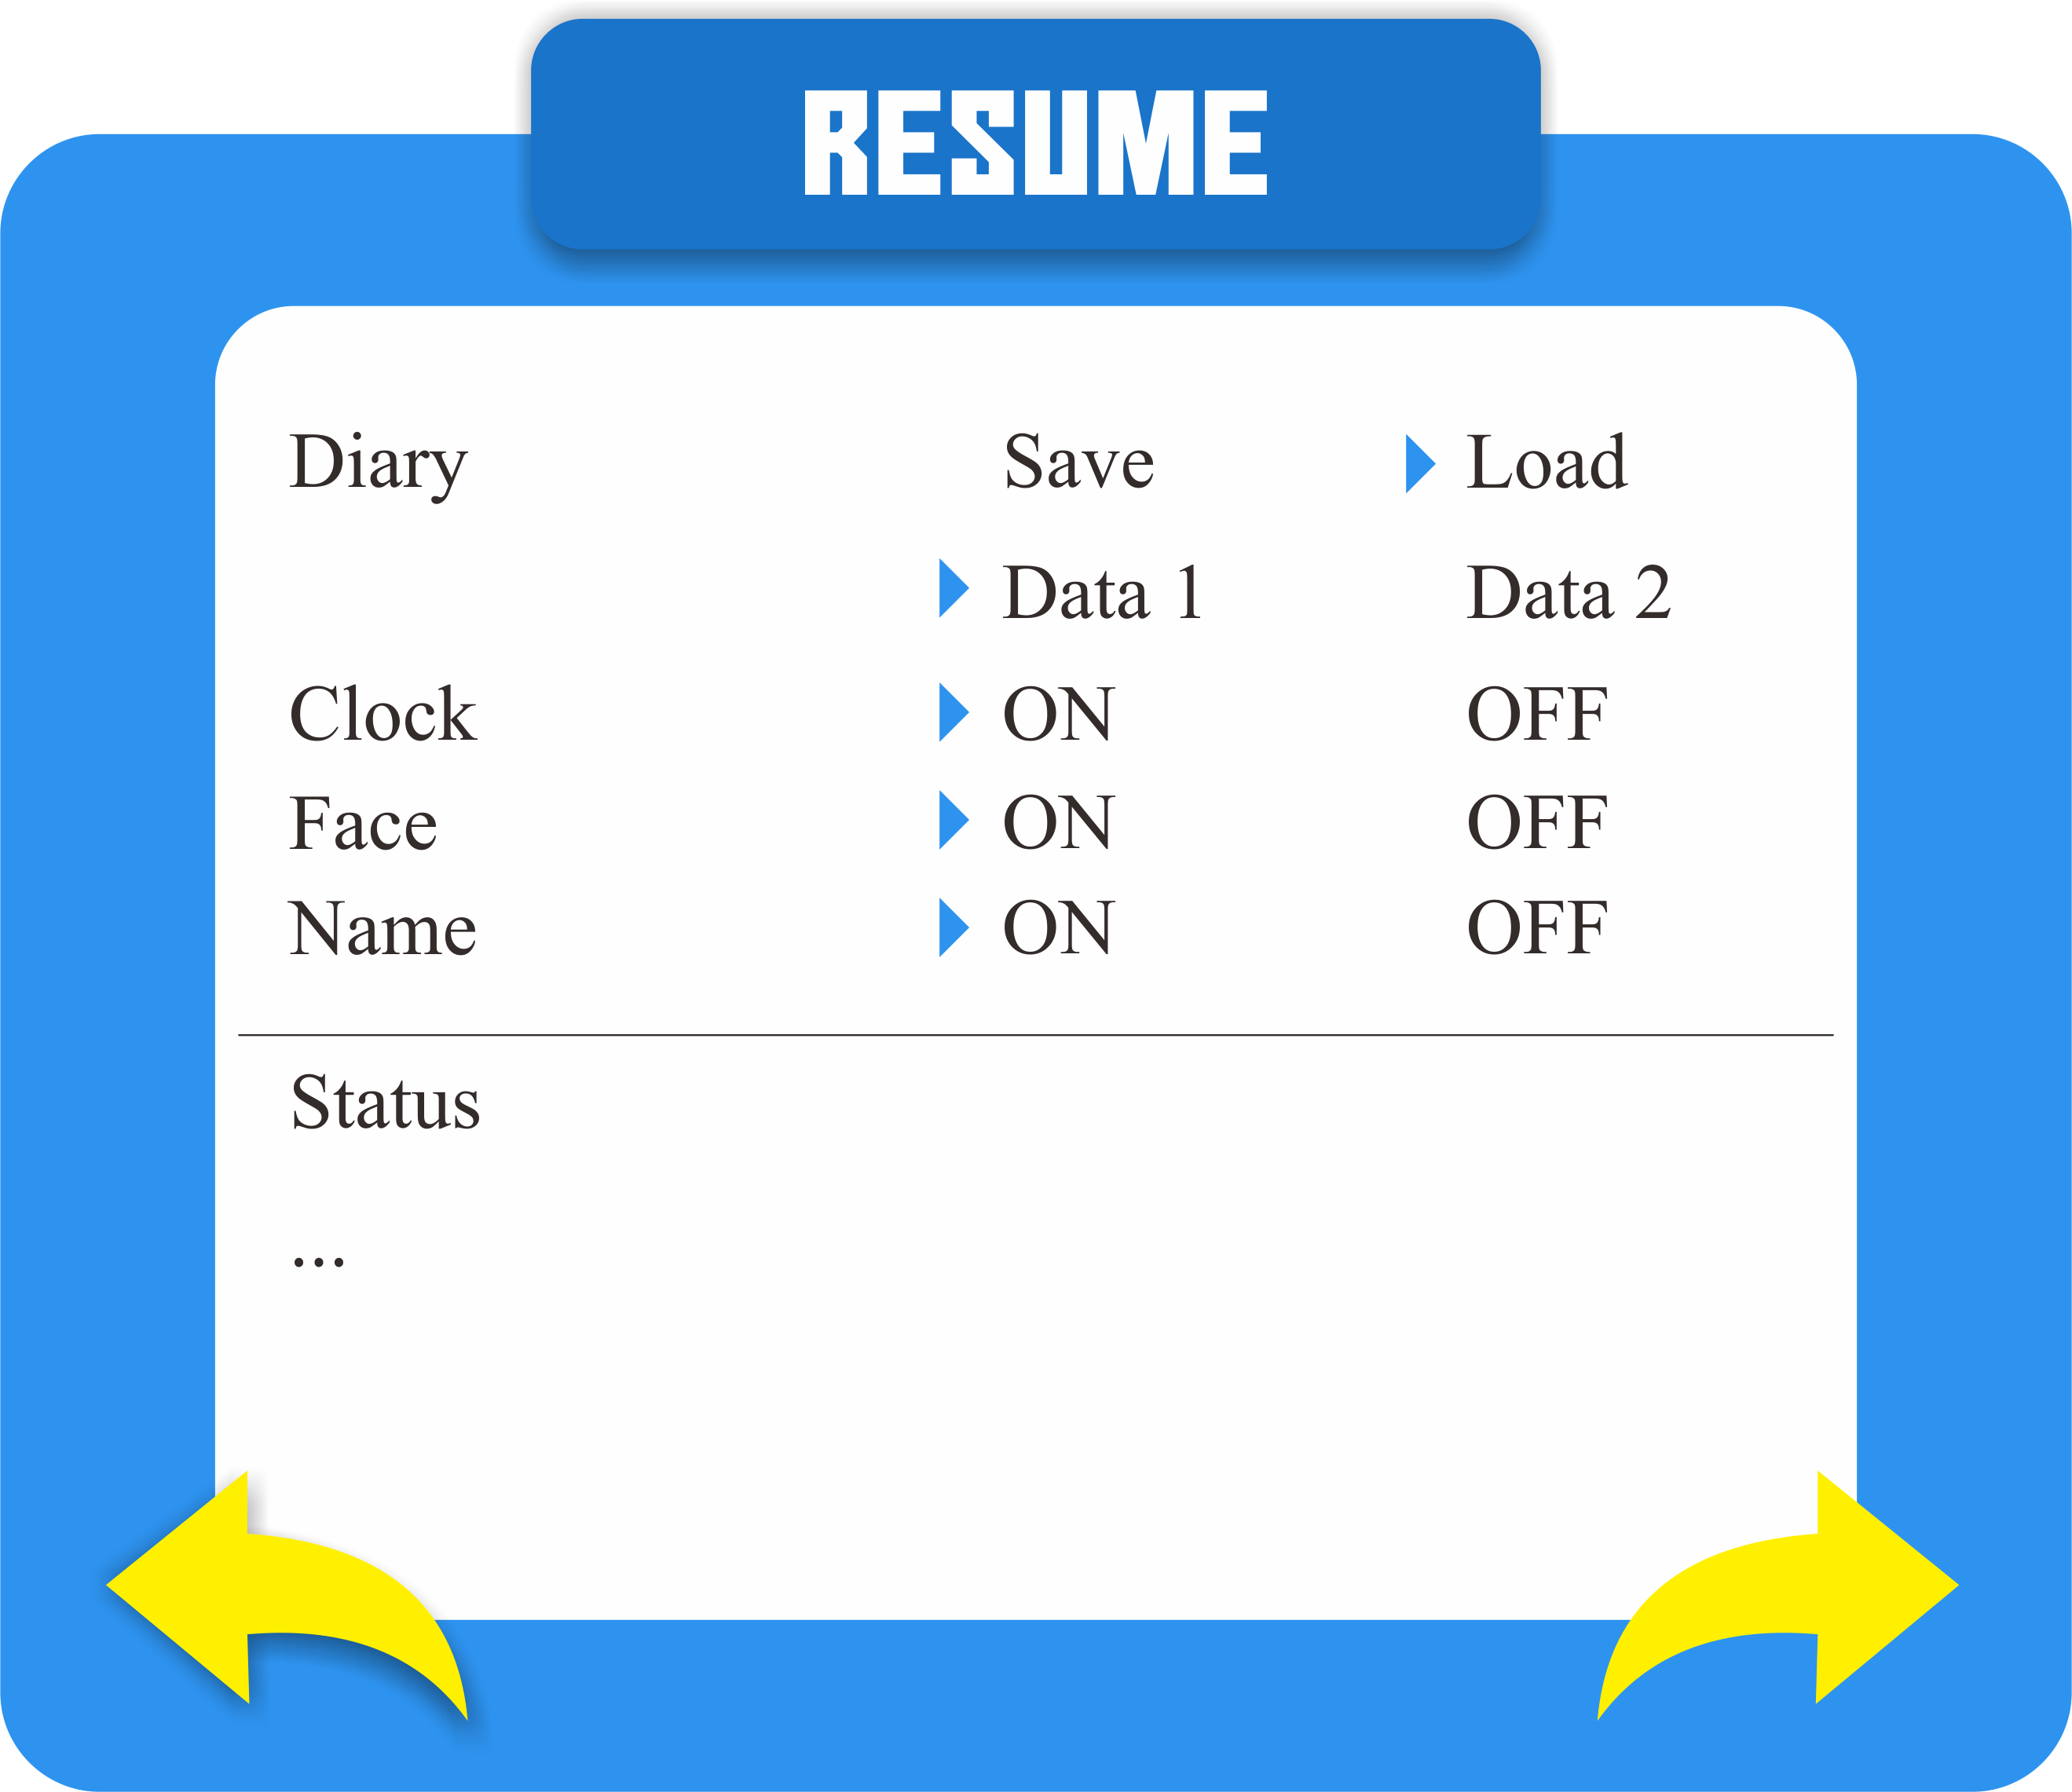 RESUME
Diary Save Load
Data 1 Data 2
Clock ON OFF
Face ON OFF
Name ON OFF
Status
...